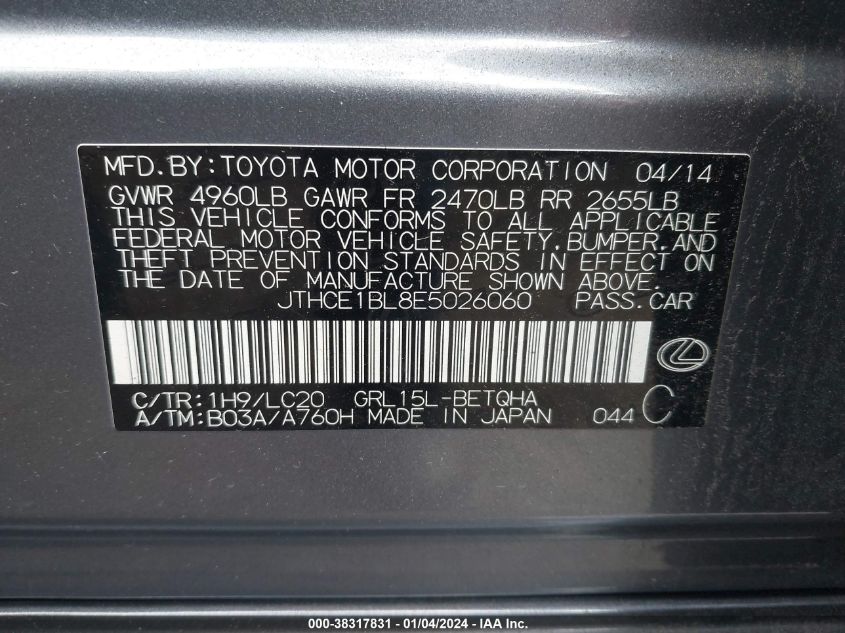 MFD.BY:TOYOTA MOTOR CORPORATION 04/14
GVWR 4960LB GAWR FR 2470LB RR 2655LB
THIS VEHICLE CONFORMS TO ALL APPLICABLE
FEDERAL MOTOR VEHICLE SAFETY,BUMPER,AND
THEFT PREVENTION STANDARDS IN EFFECT ON
THE DATE OF MANUFACTURE SHOWN ABOVE.
JTHCE1BL8E5026060 PASS.CAR
C/TR:1H9/LC20 GRL15L-BETQHA
A/TM:B03A/A760H MADE IN JAPAN 044 C
000-38317831 - 01/04/2024 - IAA Inc.